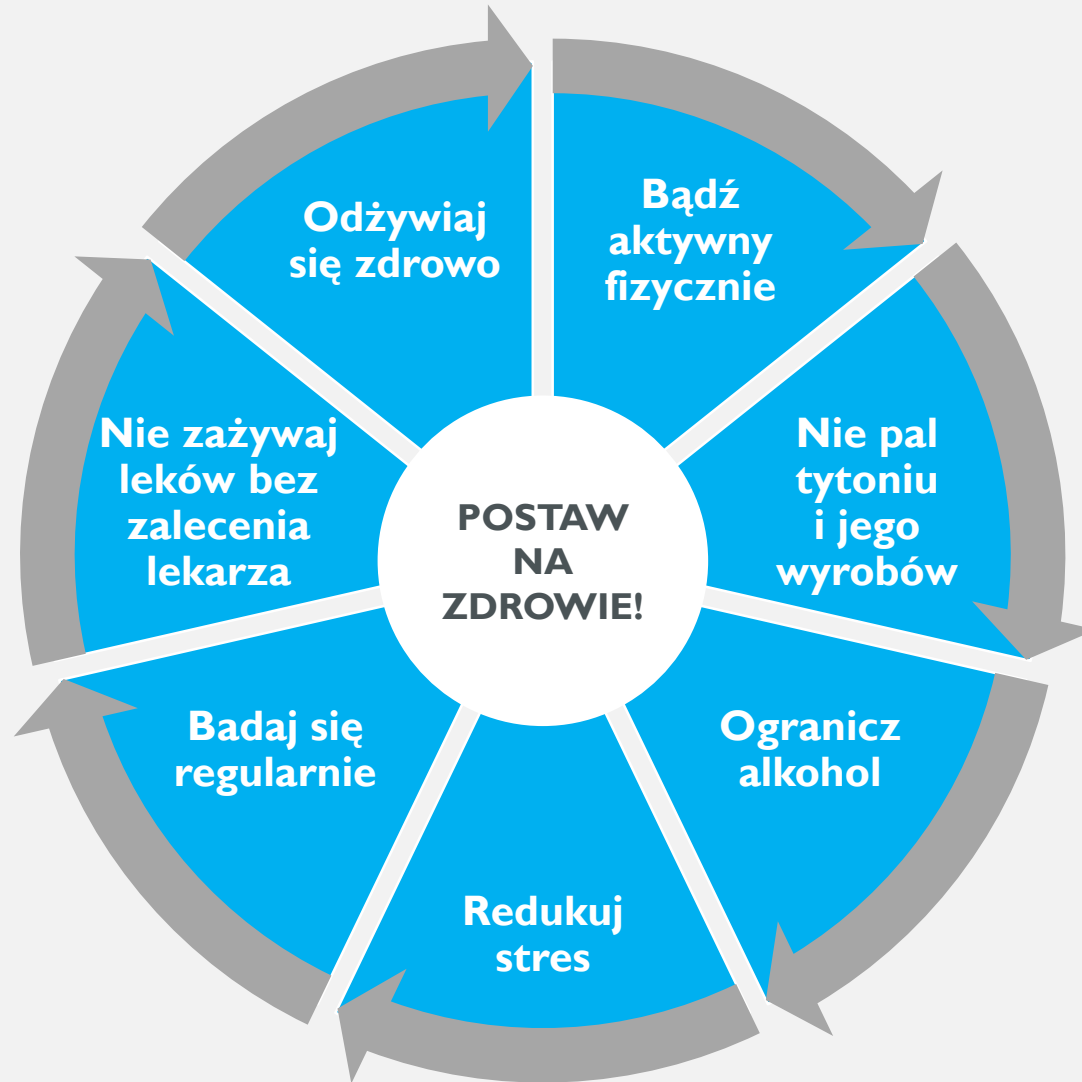 Odżywiaj
się zdrowo
Bądź
aktywny
fizycznie
Nie zażywaj
leków bez
zalecenia
lekarza
POSTAW
NA
ZDROWIE!
Nie pal
tytoniu
i jego
wyrobów
Badaj się
regularnie
Ogranicz
alkohol
Redukuj
stres